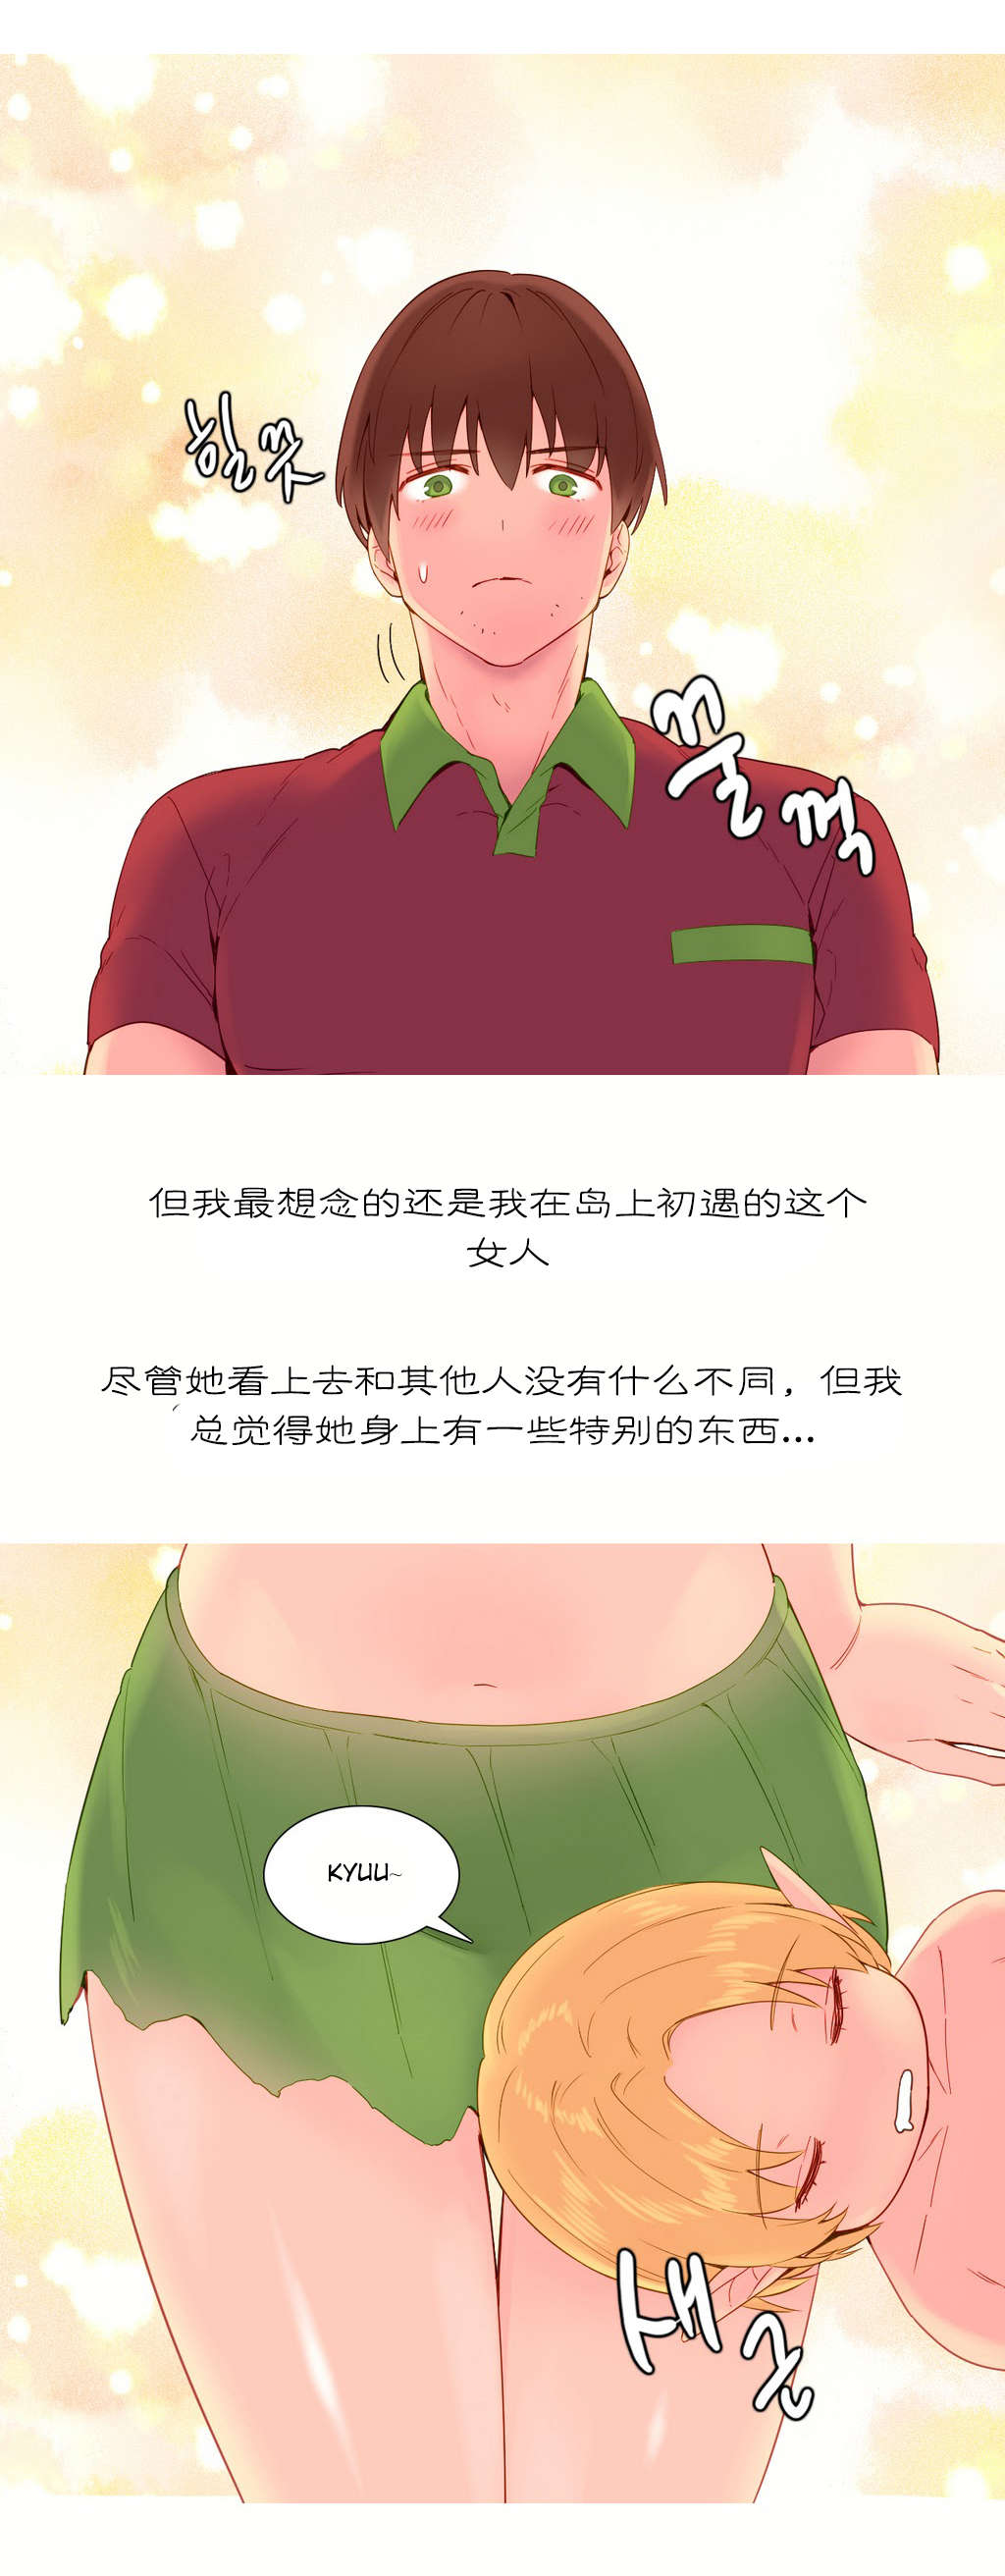 힐끗
꿀
꺽
但我最想念的还是我在岛上初遇的这个
女人
尽管她看上去和其他人没有什么不同，但我
总觉得她身上有一些特别的东西...
KYUU~
새
근